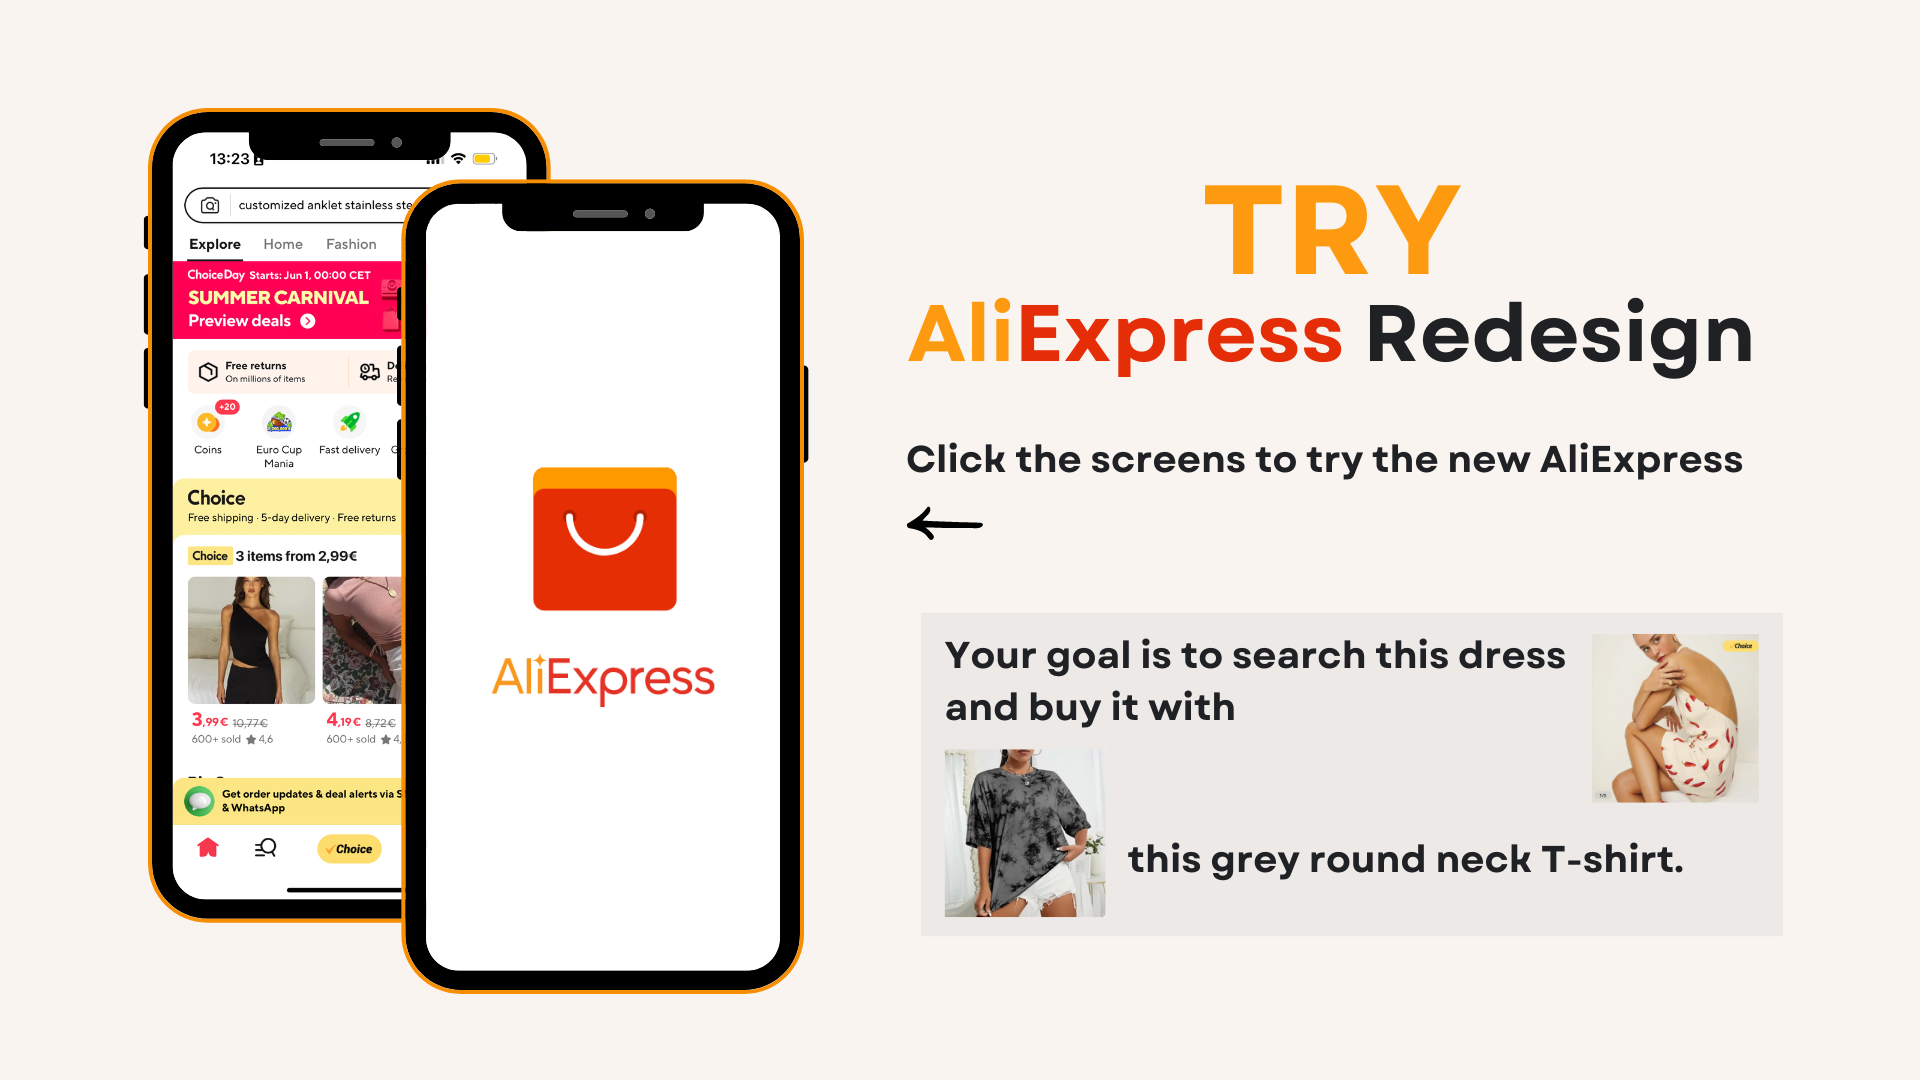 13:23
customized anklet stainless ste
Explore Home Fashion
ChoiceDay Starts: Jun 1, 00:00 CET
SUMMER CARNIVAL
Preview deals
Free returns
On millions of items
+20
Coins
Euro Cup
Mania
Fast delivery
Choice
Free shipping · 5-day delivery · Free returns
Choice 3 items from 2,99€
3,99€ 10,77€
600+ sold ★ 4,6
4,19€ 8,72€
600+ sold ★ 4,
Get order updates & deal alerts via S
& WhatsApp
Choice
AliExpress
TRY
AliExpress Redesign
Click the screens to try the new AliExpress
Your goal is to search this dress
and buy it with
Choice
1/5
this grey round neck T-shirt.